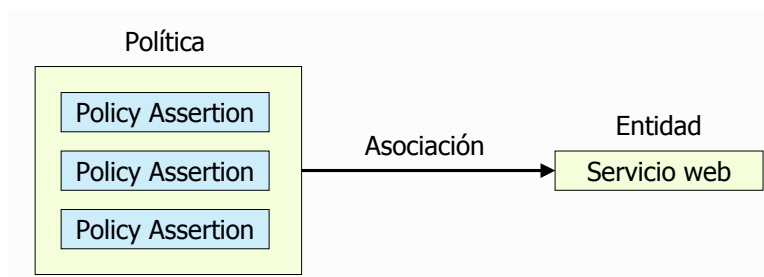 Política
Policy Assertion
Policy Assertion
Policy Assertion
Asociación
Entidad
Servicio web